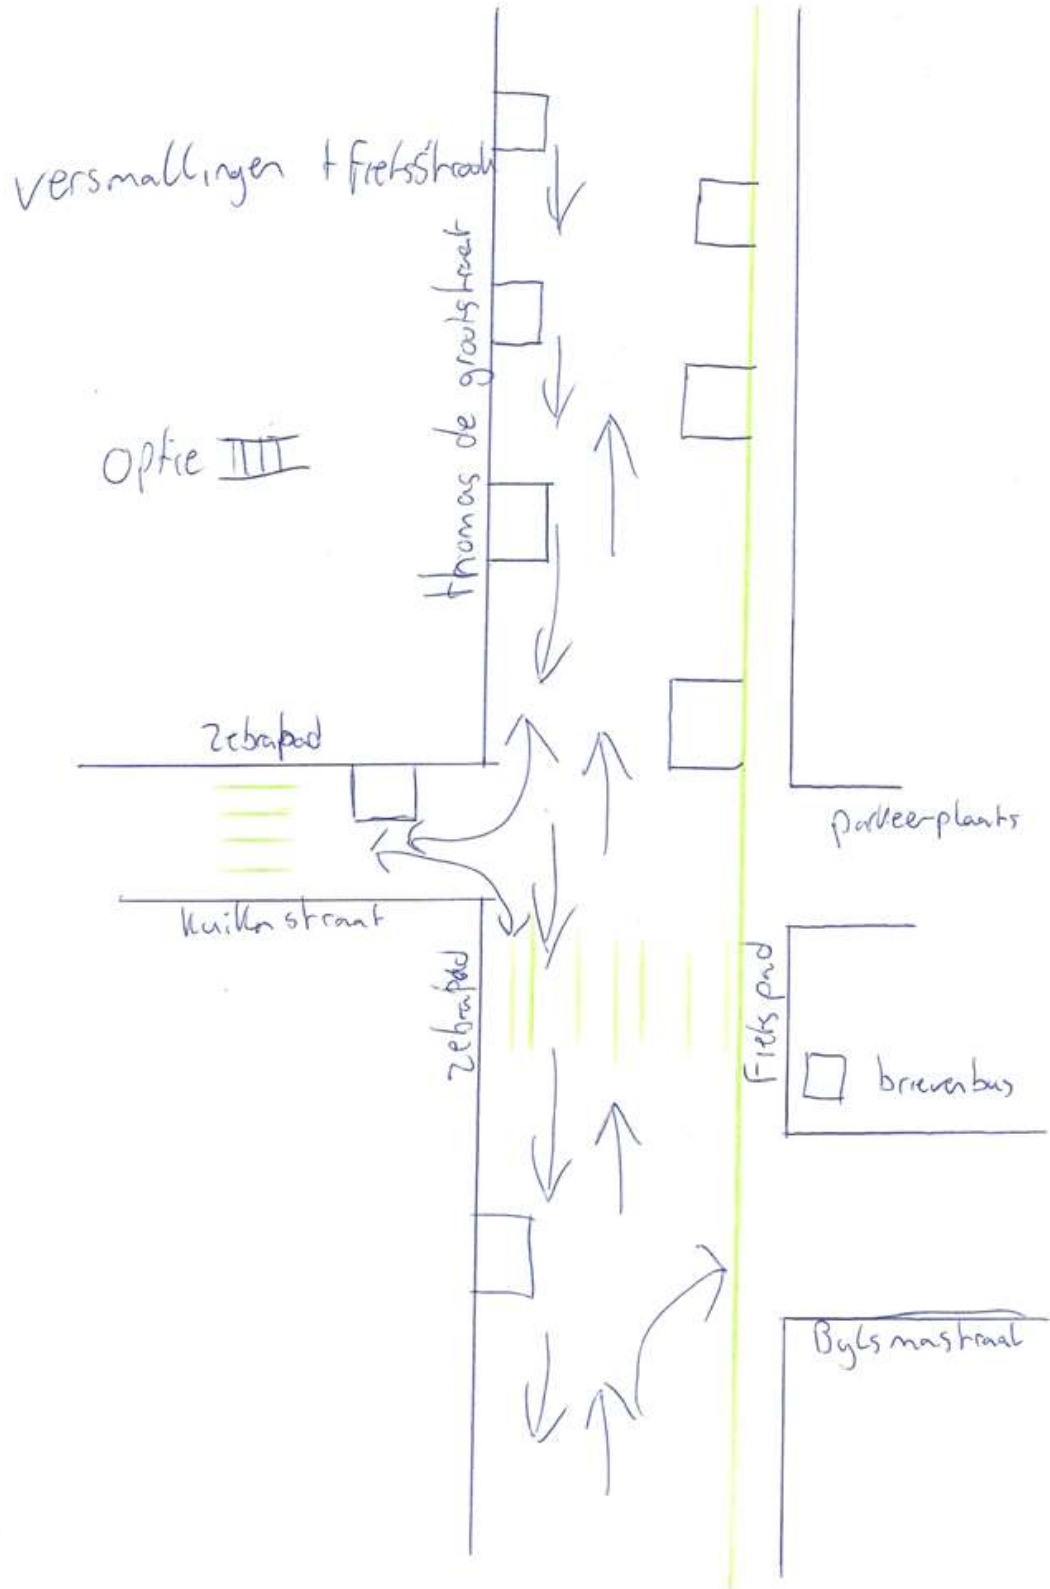 versmallingen + fietsStraat
thomas de grootstraat
optie IIII
Zebrapad
parkeerplaats
Kuikenstraat
zebrapad
Fietspad
brievenbus
Bylsmastraat